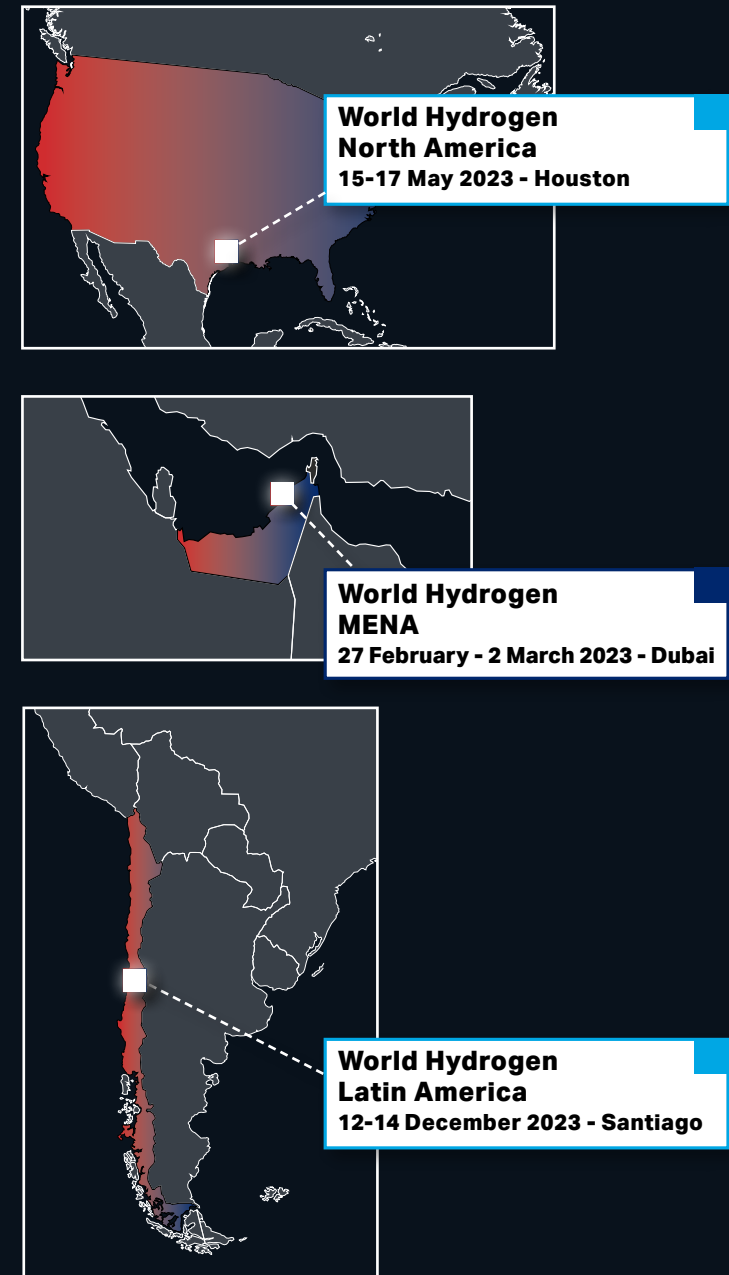 World Hydrogen
North America
15-17 May 2023 - Houston
World Hydrogen
MENA
27 February - 2 March 2023 - Dubai
World Hydrogen
Latin America
12-14 December 2023 - Santiago